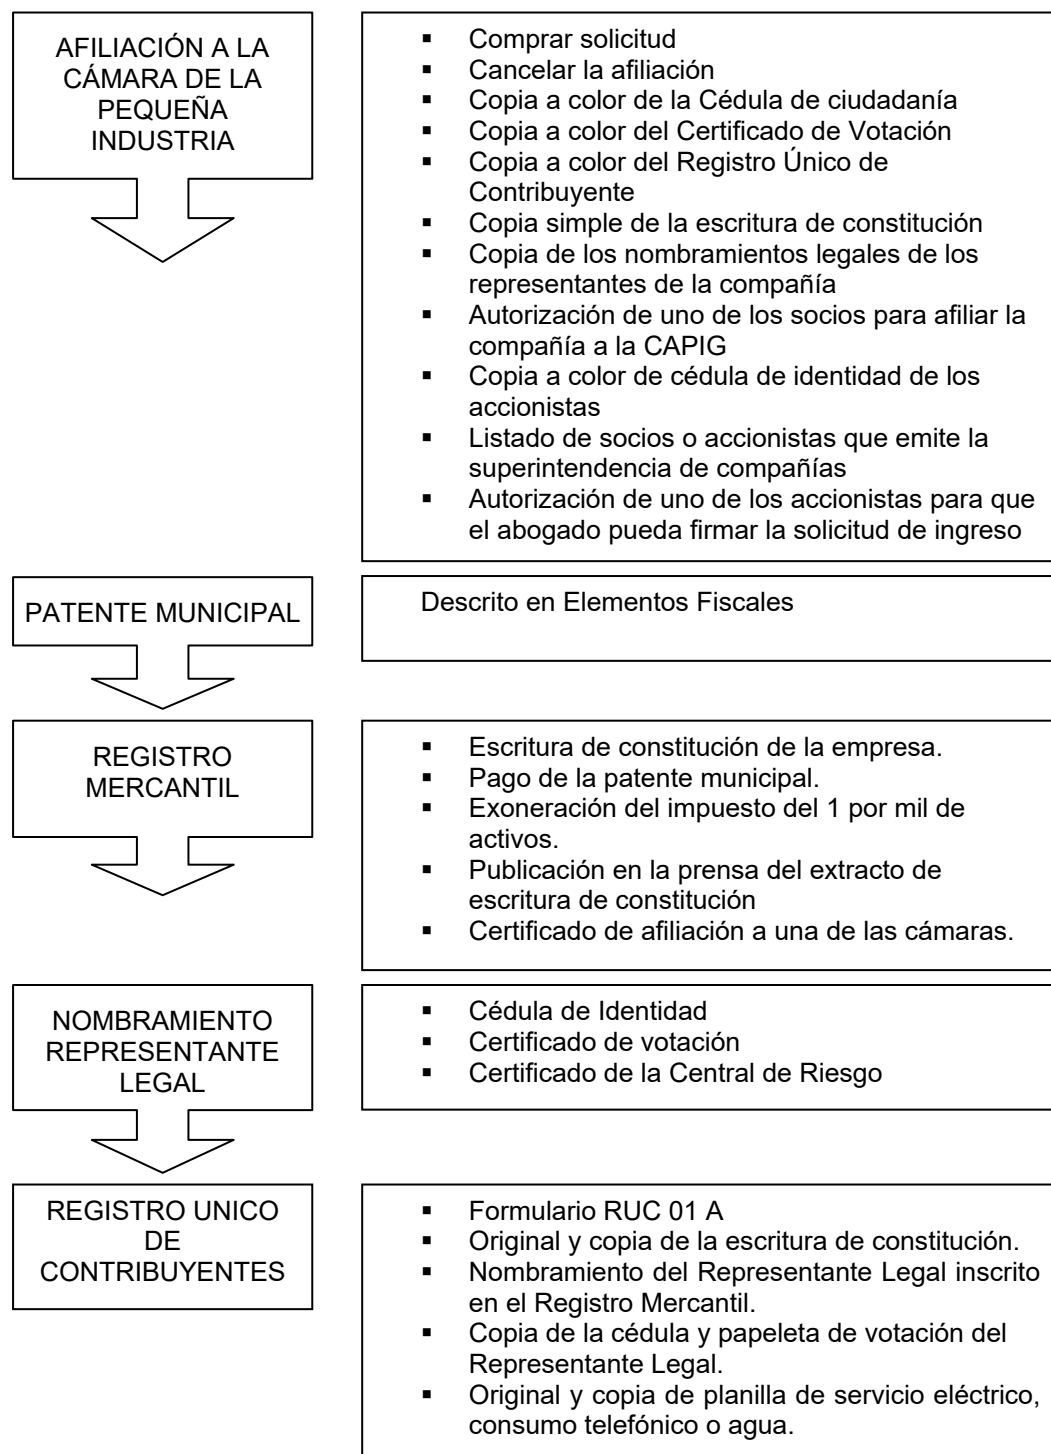 AFILIACIÓN A LA
CÁMARA DE LA
PEQUEÑA
INDUSTRIA
▪ Comprar solicitud
▪ Cancelar la afiliación
▪ Copia a color de la Cédula de ciudadanía
▪ Copia a color del Certificado de Votación
▪ Copia a color del Registro Único de
Contribuyente
▪ Copia simple de la escritura de constitución
▪ Copia de los nombramientos legales de los
representantes de la compañía
▪ Autorización de uno de los socios para afiliar la
compañía a la CAPIG
▪ Copia a color de cédula de identidad de los
accionistas
▪ Listado de socios o accionistas que emite la
superintendencia de compañías
▪ Autorización de uno de los accionistas para que
el abogado pueda firmar la solicitud de ingreso
PATENTE MUNICIPAL
Descrito en Elementos Fiscales
REGISTRO
MERCANTIL
▪ Escritura de constitución de la empresa.
▪ Pago de la patente municipal.
▪ Exoneración del impuesto del 1 por mil de
activos.
▪ Publicación en la prensa del extracto de
escritura de constitución
▪ Certificado de afiliación a una de las cámaras.
NOMBRAMIENTO
REPRESENTANTE
LEGAL
▪ Cédula de Identidad
▪ Certificado de votación
▪ Certificado de la Central de Riesgo
REGISTRO UNICO
DE
CONTRIBUYENTES
▪ Formulario RUC 01 A
▪ Original y copia de la escritura de constitución.
▪ Nombramiento del Representante Legal inscrito
en el Registro Mercantil.
▪ Copia de la cédula y papeleta de votación del
Representante Legal.
▪ Original y copia de planilla de servicio eléctrico,
consumo telefónico o agua.